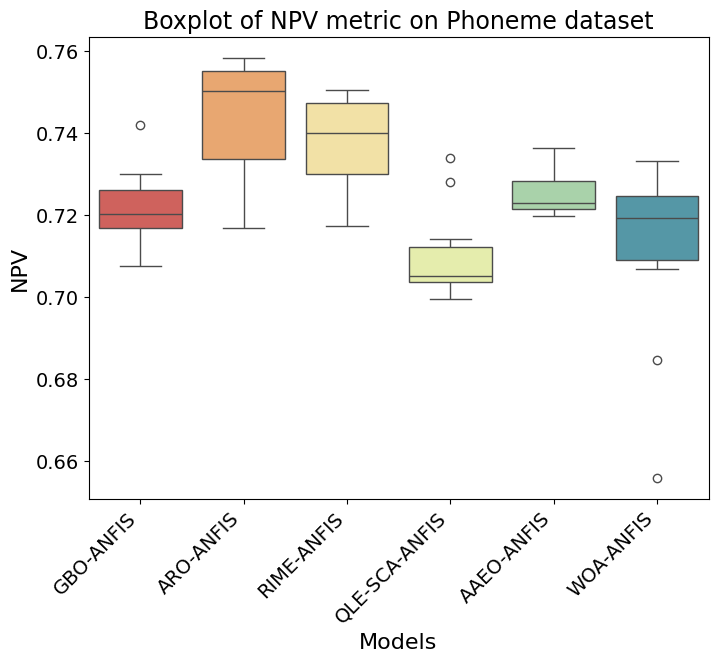 Boxplot of NPV metric on Phoneme dataset
NPV
0.76
0.74
0.72
0.70
0.68
0.66
GBO-ANFIS
ARO-ANFIS
RIME-ANFIS
QLE-SCA-ANFIS
AAEO-ANFIS
WOA-ANFIS
Models